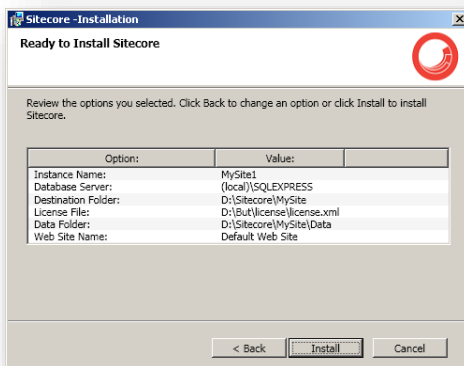 Sitecore -Installation
Ready to Install Sitecore
Review the options you selected. Click Back to change an option or click Install to install
Sitecore.
Option: Value:
Instance Name: MySite1
Database Server: (local)\SQLEXPRESS
Destination Folder: D:\Sitecore\MySite
License File: D:\But\license\license.xml
Data Folder: D:\Sitecore\MySite\Data
Web Site Name: Default Web Site
< Back Install Cancel